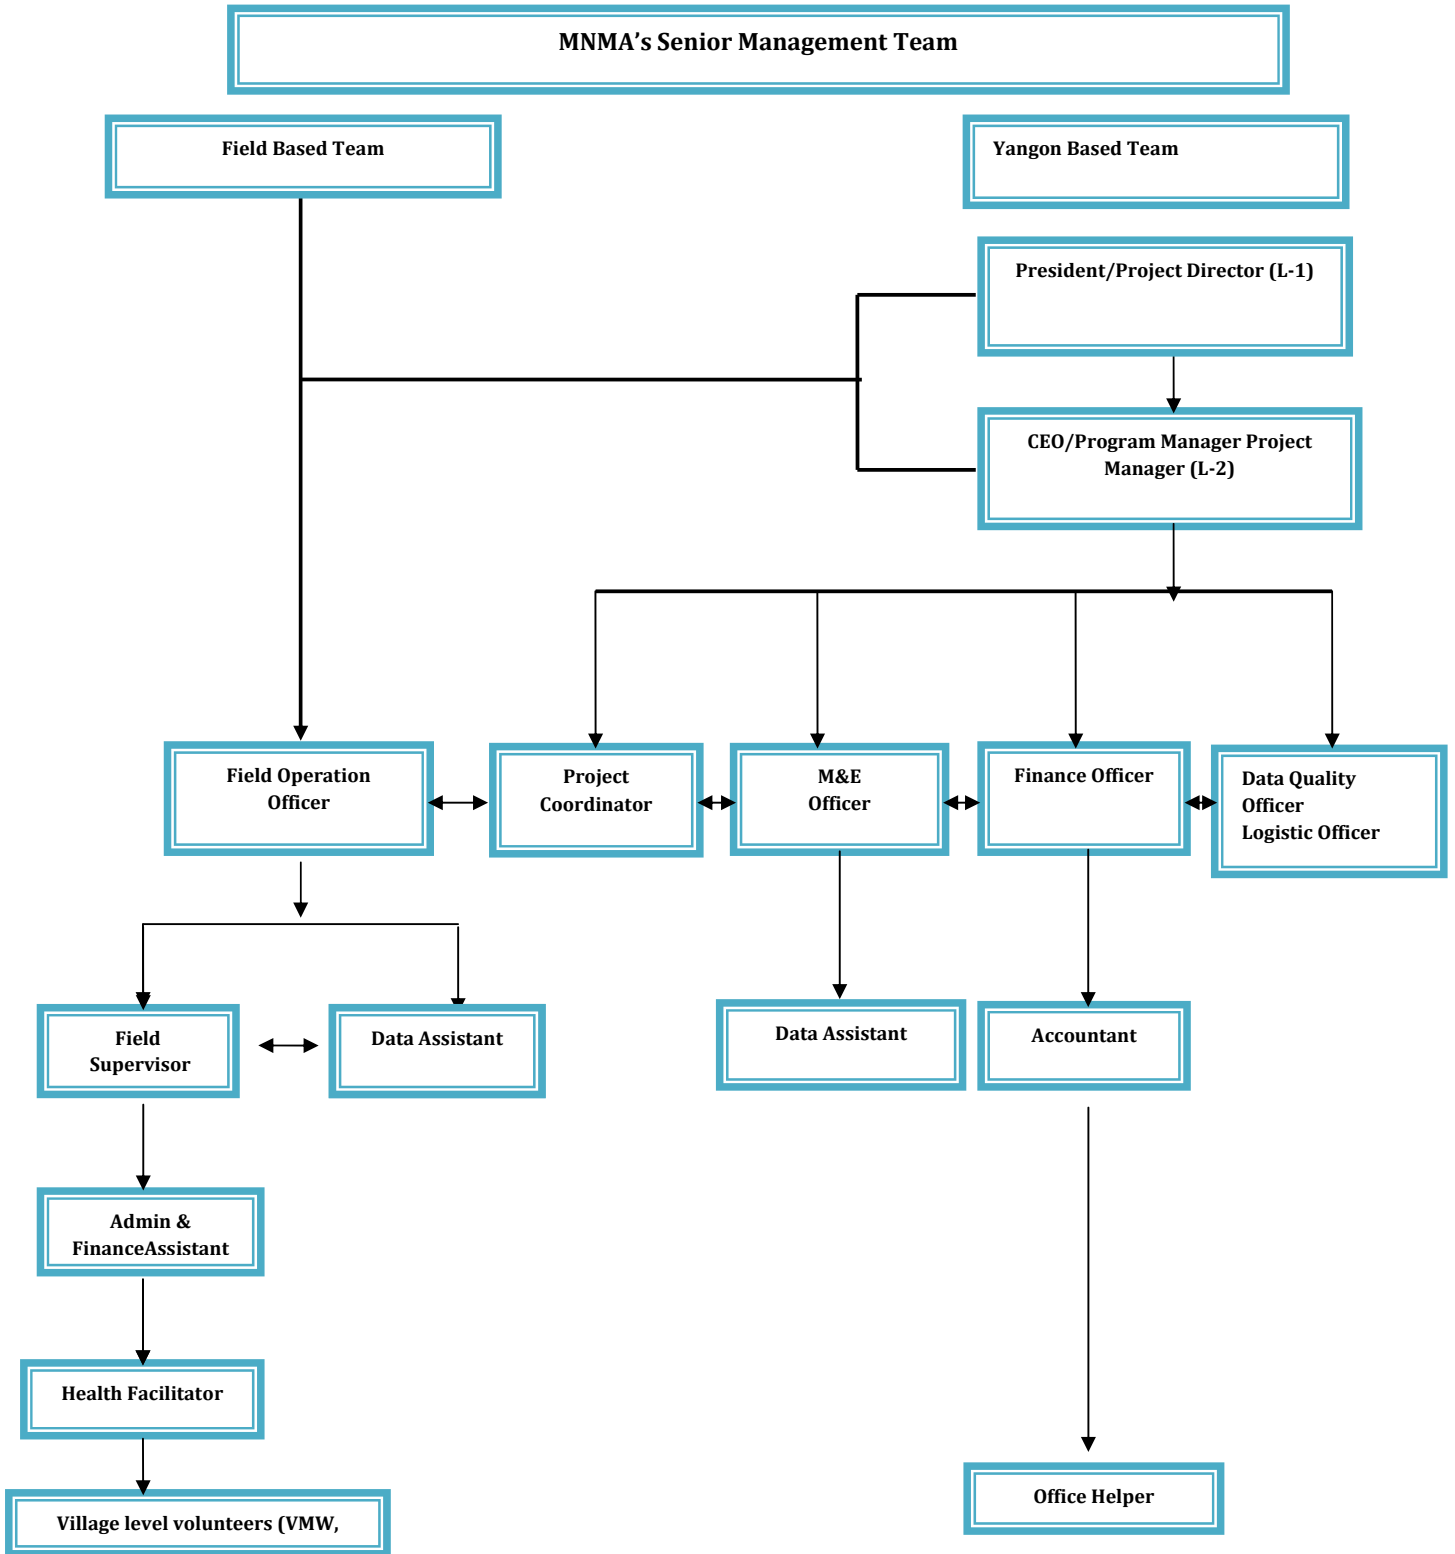 MNMA’s Senior Management Team
Field Based Team
Yangon Based Team
President/Project Director (L-1)
CEO/Program Manager Project
Manager (L-2)
Field Operation
Officer
Project
Coordinator
M&E
Officer
Finance Officer
Data Quality
Officer
Logistic Officer
Field
Supervisor
Data Assistant
Data Assistant
Accountant
Admin &
FinanceAssistant
Health Facilitator
Office Helper
Village level volunteers (VMW,